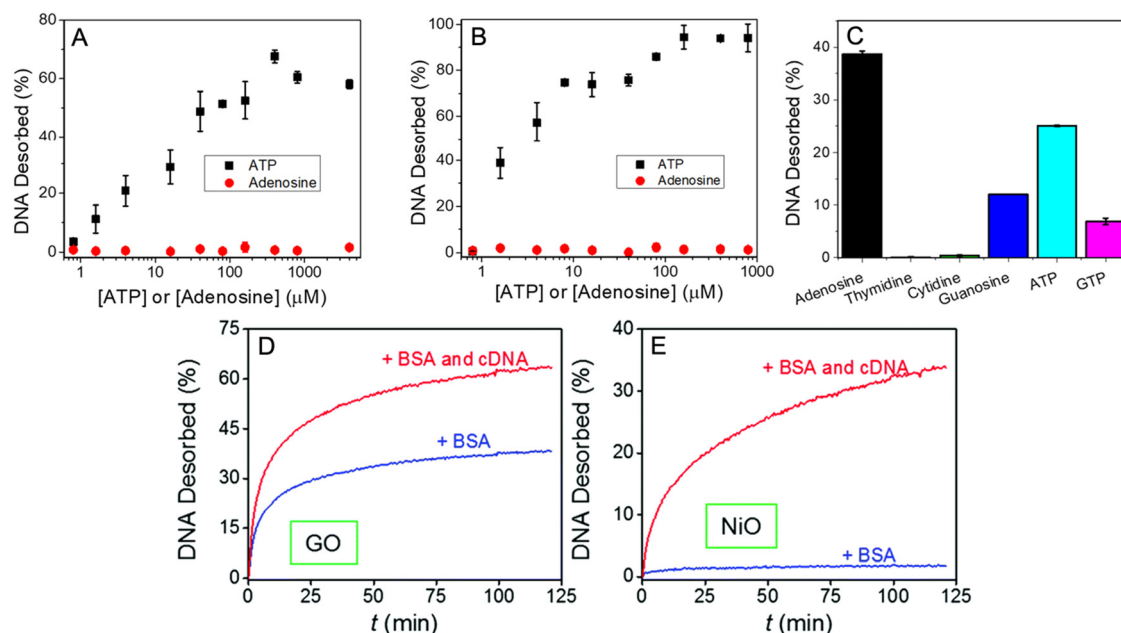 A
DNA Desorbed (%)
80
60
40
20
0
ATP
Adenosine
1
10
100
1000
[ATP] or [Adenosine] (μM)
B
DNA Desorbed (%)
100
80
60
40
20
0
ATP
Adenosine
1
10
100
1000
[ATP] or [Adenosine] (μM)
C
DNA Desorbed (%)
40
30
20
10
0
Adenosine
Thymidine
Cytidine
Guanosine
ATP
GTP
D
DNA Desorbed (%)
75
60
45
30
15
0
+ BSA and cDNA
+ BSA
GO
0
25
50
75
100
125
t (min)
E
DNA Desorbed (%)
40
30
20
10
0
+ BSA and cDNA
NiO
+ BSA
0
25
50
75
100
125
t (min)